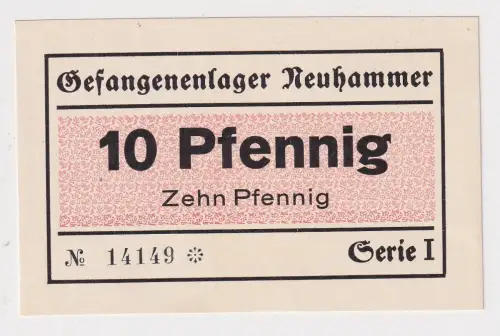 Gefangenenlager Neuhammer
10 Pfennig
Zehn Pfennig
№ 14149 ❊ Serie I